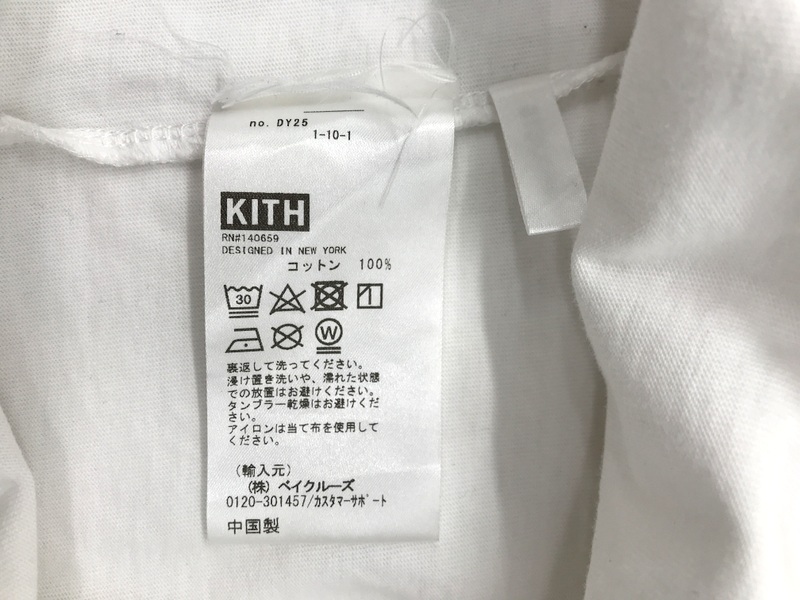 no. DY25
1-10-1
KITH
RN#140659
DESIGNED IN NEW YORK
コットン 100%
30
W
裏返して洗ってください。
浸け置き洗いや、濡れた状態
での放置はお避けください。
タンブラー乾燥はお避けくだ
さい。
アイロンは当て布を使用して
ください。
（輸入元）
（株）ベイクルーズ
0120-301457/ｶｽﾀﾏｰｻﾎﾟｰﾄ
中国製